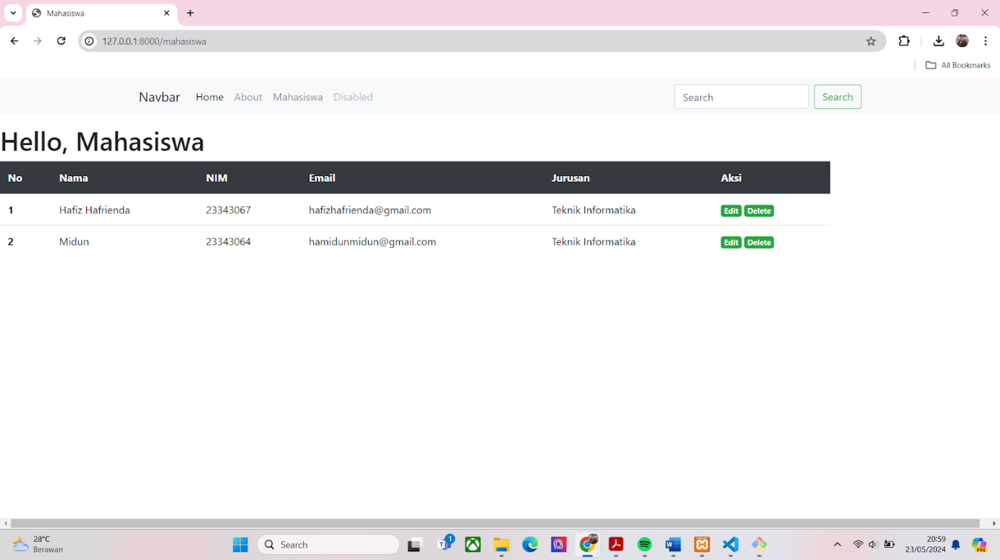 Mahasiswa
127.0.0.1:8000/mahasiswa
All Bookmarks
Navbar Home About Mahasiswa Disabled Search Search
Hello, Mahasiswa
No Nama NIM Email Jurusan Aksi
1 Hafiz Hafrienda 23343067 hafizhafrienda@gmail.com Teknik Informatika Edit Delete
2 Midun 23343064 hamidunmidun@gmail.com Teknik Informatika Edit Delete
28°C
Berawan
Search
1
20:59
23/05/2024
PRE